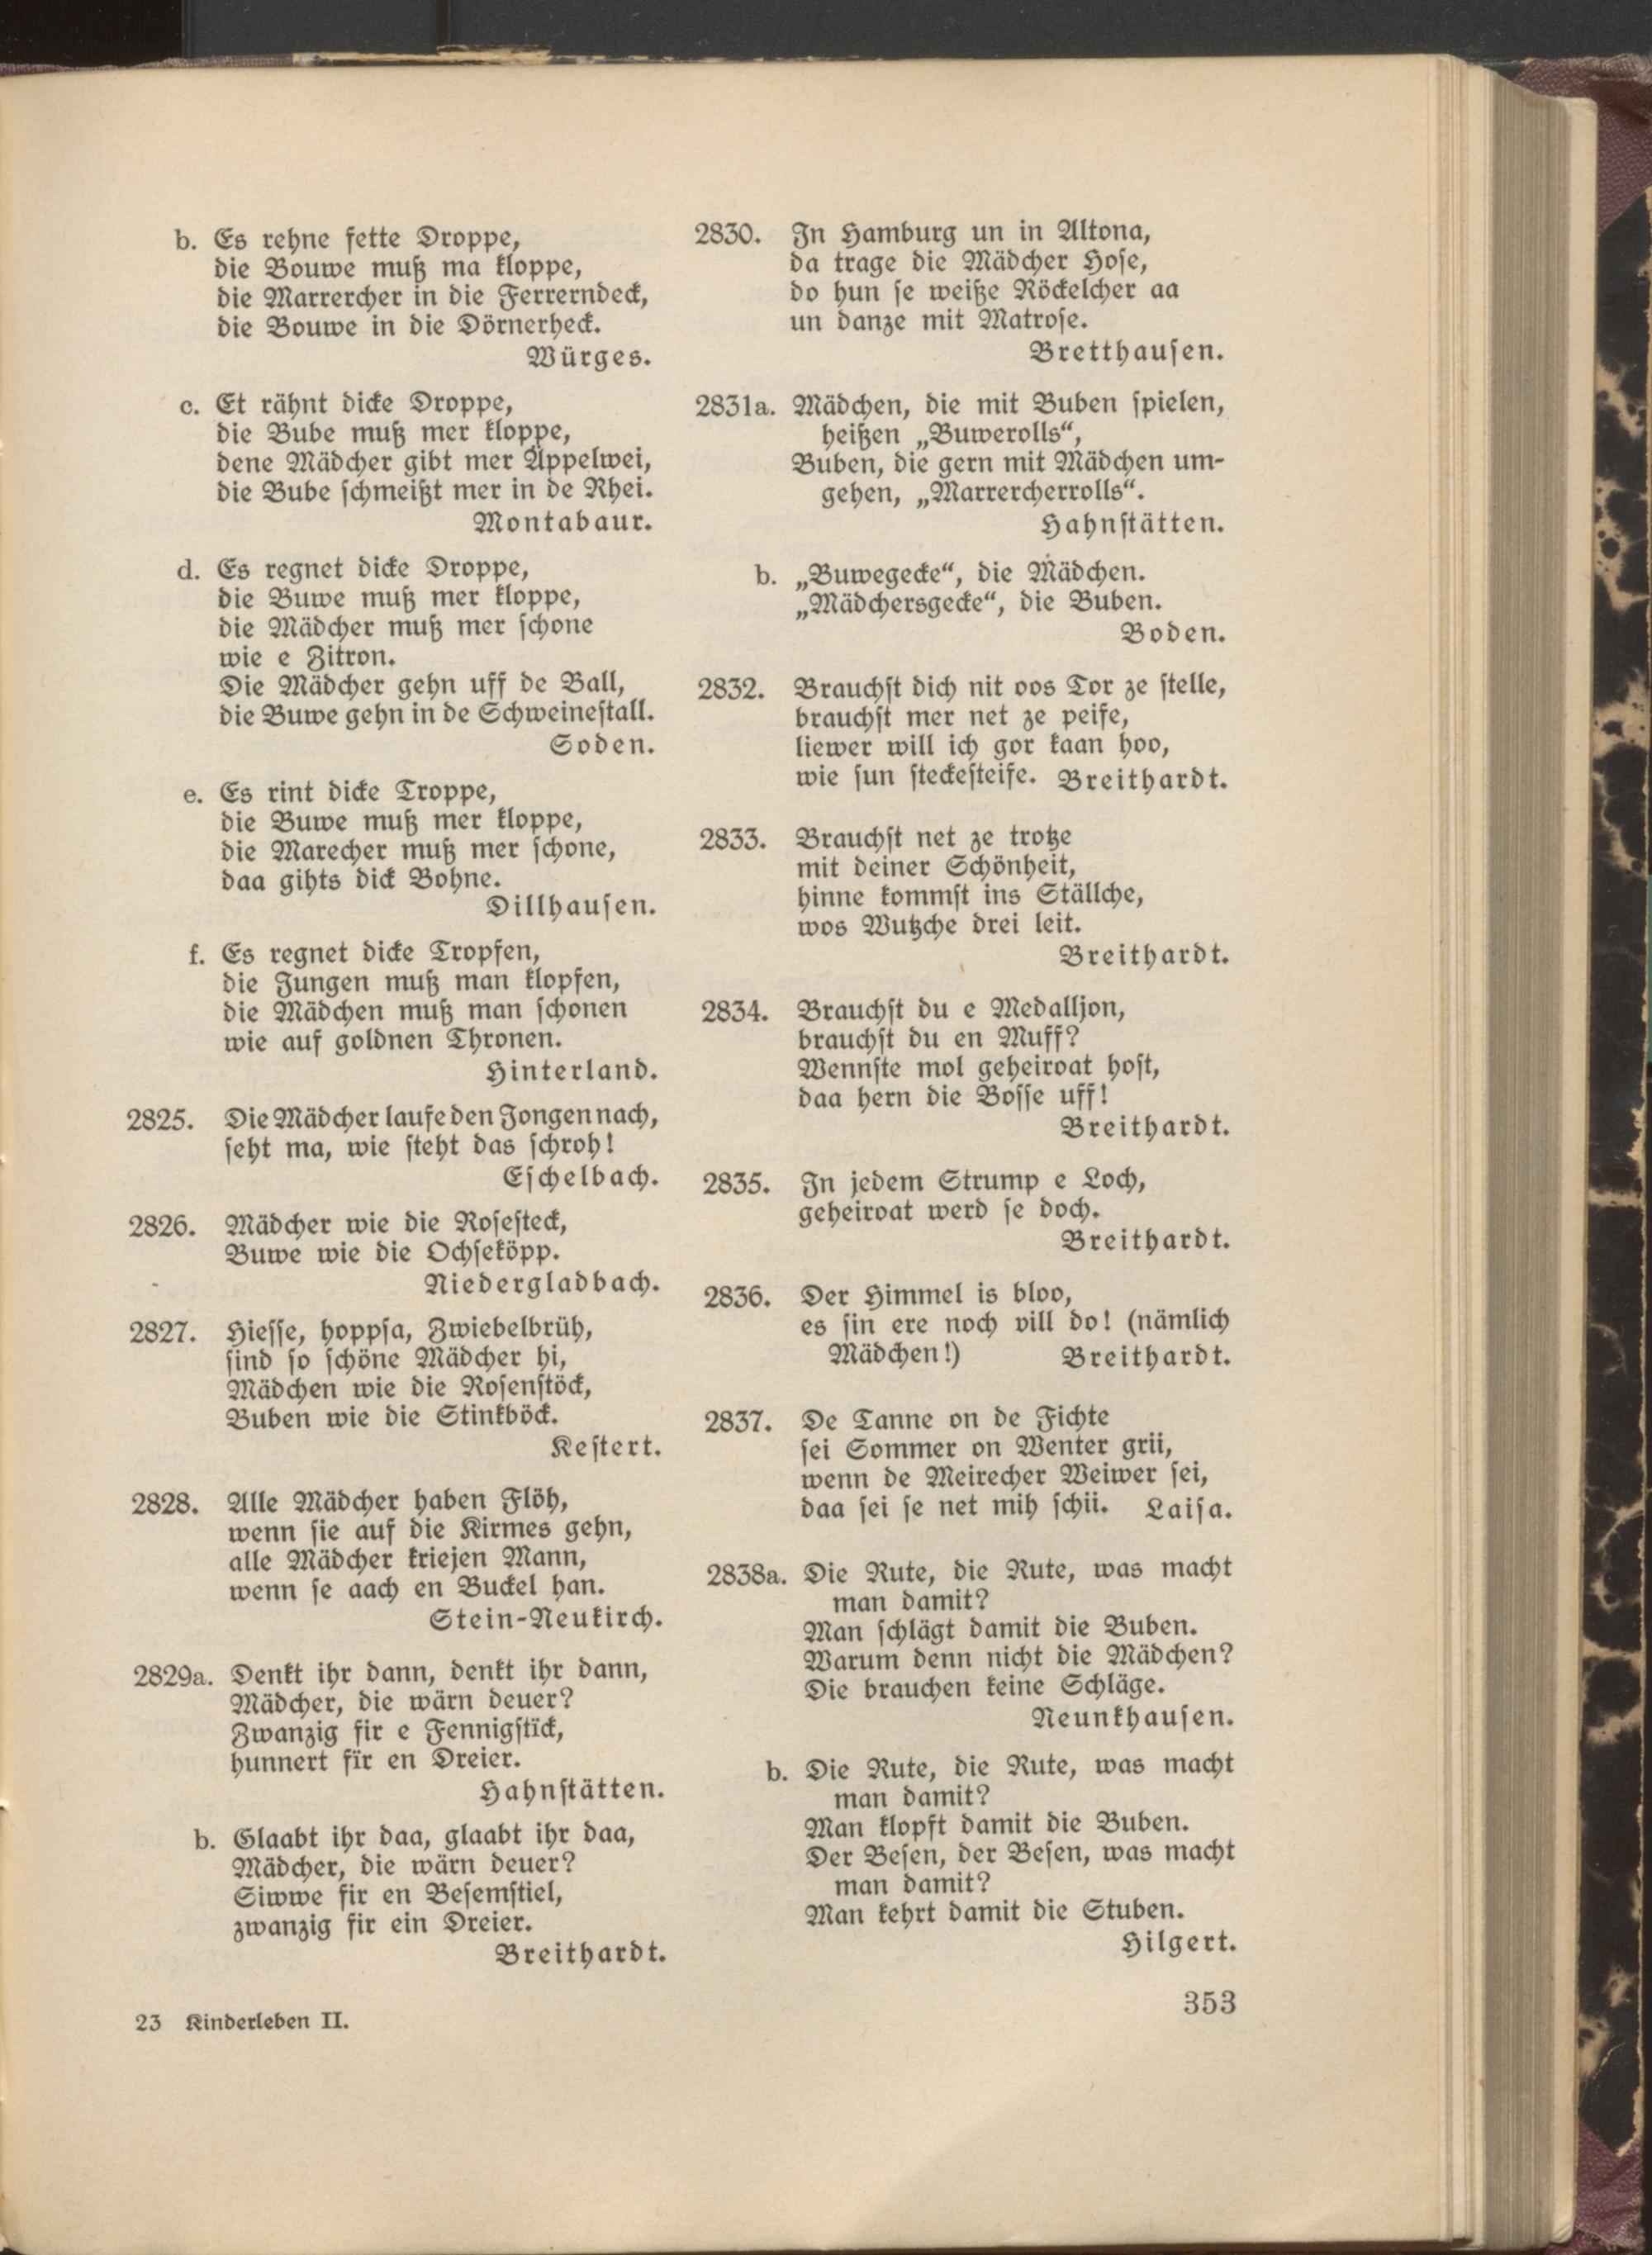 b. Es rehne fette Droppe,
die Bouwe muß ma kloppe,
die Marrercher in die Ferrerndeck,
die Bouwe in die Dörnerheck.
Würges.
c. Et rähnt dicke Droppe,
die Bube muß mer kloppe,
dene Mädcher gibt mer Äppelwei,
die Bube schmeißt mer in de Rhei.
Montabaur.
d. Es regnet dicke Droppe,
die Buwe muß mer kloppe,
die Mädcher muß mer schone
wie e Zitron.
Die Mädcher gehn uff de Ball,
die Buwe gehn in de Schweinestall.
Soden.
e. Es rint dicke Troppe,
die Buwe muß mer kloppe,
die Marecher muß mer schone,
daa gihts dick Bohne.
Dillhausen.
f. Es regnet dicke Tropfen,
die Jungen muß man klopfen,
die Mädchen muß man schonen
wie auf goldnen Thronen.
Hinterland.
2825. Die Mädcher laufe den Jongen nach,
seht ma, wie steht das schroh!
Eschelbach.
2826. Mädcher wie die Rosesteck,
Buwe wie die Ochseköpp.
Niedergladbach.
2827. Hiesse, hoppsa, Zwiebelbrüh,
sind so schöne Mädcher hi,
Mädchen wie die Rosenstöck,
Buben wie die Stinkböck.
Kestert.
2828. Alle Mädcher haben Flöh,
wenn sie auf die Kirmes gehn,
alle Mädcher kriejen Mann,
wenn se aach en Buckel han.
Stein-Neukirch.
2829a. Denkt ihr dann, denkt ihr dann,
Mädcher, die wärn deuer?
Zwanzig fir e Fennigstick,
hunnert fir en Dreier.
Hahnstätten.
b. Glaabt ihr daa, glaabt ihr daa,
Mädcher, die wärn deuer?
Siwwe fir en Besemstiel,
zwanzig fir ein Dreier.
Breithardt.
23 Kinderleben II.
2830. In Hamburg un in Altona,
da trage die Mädcher Hose,
do hun se weiße Röckelcher aa
un danze mit Matrose.
Bretthausen.
2831a. Mädchen, die mit Buben spielen,
heißen „Buwerolls“,
Buben, die gern mit Mädchen um-
gehen, „Marrercherrolls“.
Hahnstätten.
b. „Buwegecke“, die Mädchen.
„Mädchersgecke“, die Buben.
Boden.
2832. Brauchst dich nit oos Tor ze stelle,
brauchst mer net ze peife,
liewer will ich gor kaan hoo,
wie sun steckesteife. Breithardt.
2833. Brauchst net ze trotze
mit deiner Schönheit,
hinne kommst ins Ställche,
wos Wutzche drei leit.
Breithardt.
2834. Brauchst du e Medalljon,
brauchst du en Muff?
Wennste mol geheiroat host,
daa hern die Bosse uff!
Breithardt.
2835. In jedem Strump e Loch,
geheiroat werd se doch.
Breithardt.
2836. Der Himmel is bloo,
es sin ere noch vill do! (nämlich
Mädchen!) Breithardt.
2837. De Tanne on de Fichte
sei Sommer on Wenter grii,
wenn de Meirecher Weiwer sei,
daa sei se net mih schii. Laisa.
2838a. Die Rute, die Rute, was macht
man damit?
Man schlägt damit die Buben.
Warum denn nicht die Mädchen?
Die brauchen keine Schläge.
Neunkhausen.
b. Die Rute, die Rute, was macht
man damit?
Man klopft damit die Buben.
Der Besen, der Besen, was macht
man damit?
Man kehrt damit die Stuben.
Hilgert.
353